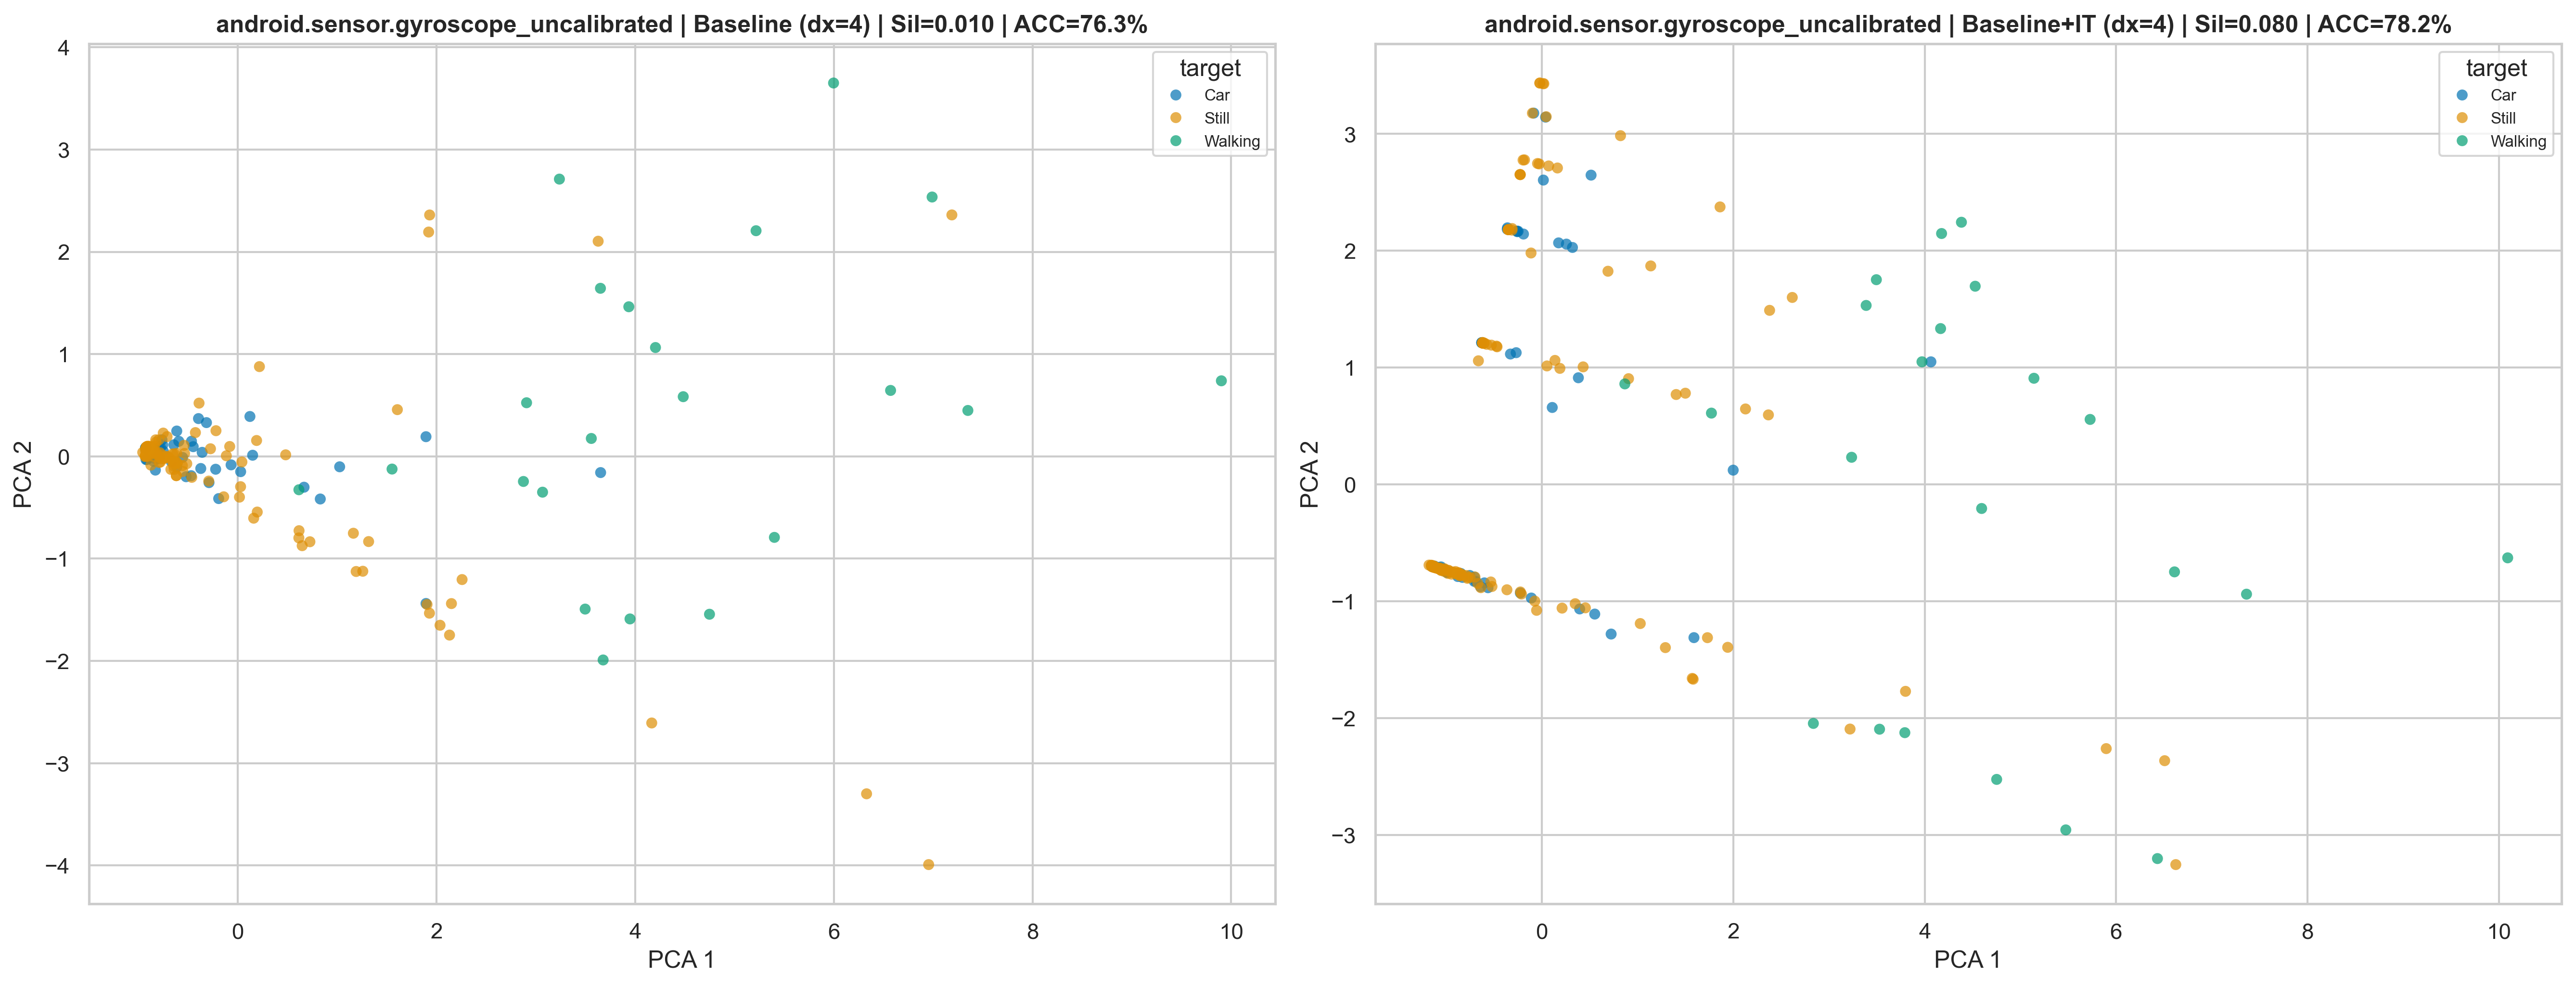 android.sensor.gyroscope_uncalibrated | Baseline (dx=4) | Sil=0.010 | ACC=76.3%
4
3
2
1
0
−1
−2
−3
−4
PCA 2
0
2
4
6
8
10
PCA 1
target
Car
Still
Walking
android.sensor.gyroscope_uncalibrated | Baseline+IT (dx=4) | Sil=0.080 | ACC=78.2%
3
2
1
0
−1
−2
−3
PCA 2
0
2
4
6
8
10
PCA 1
target
Car
Still
Walking